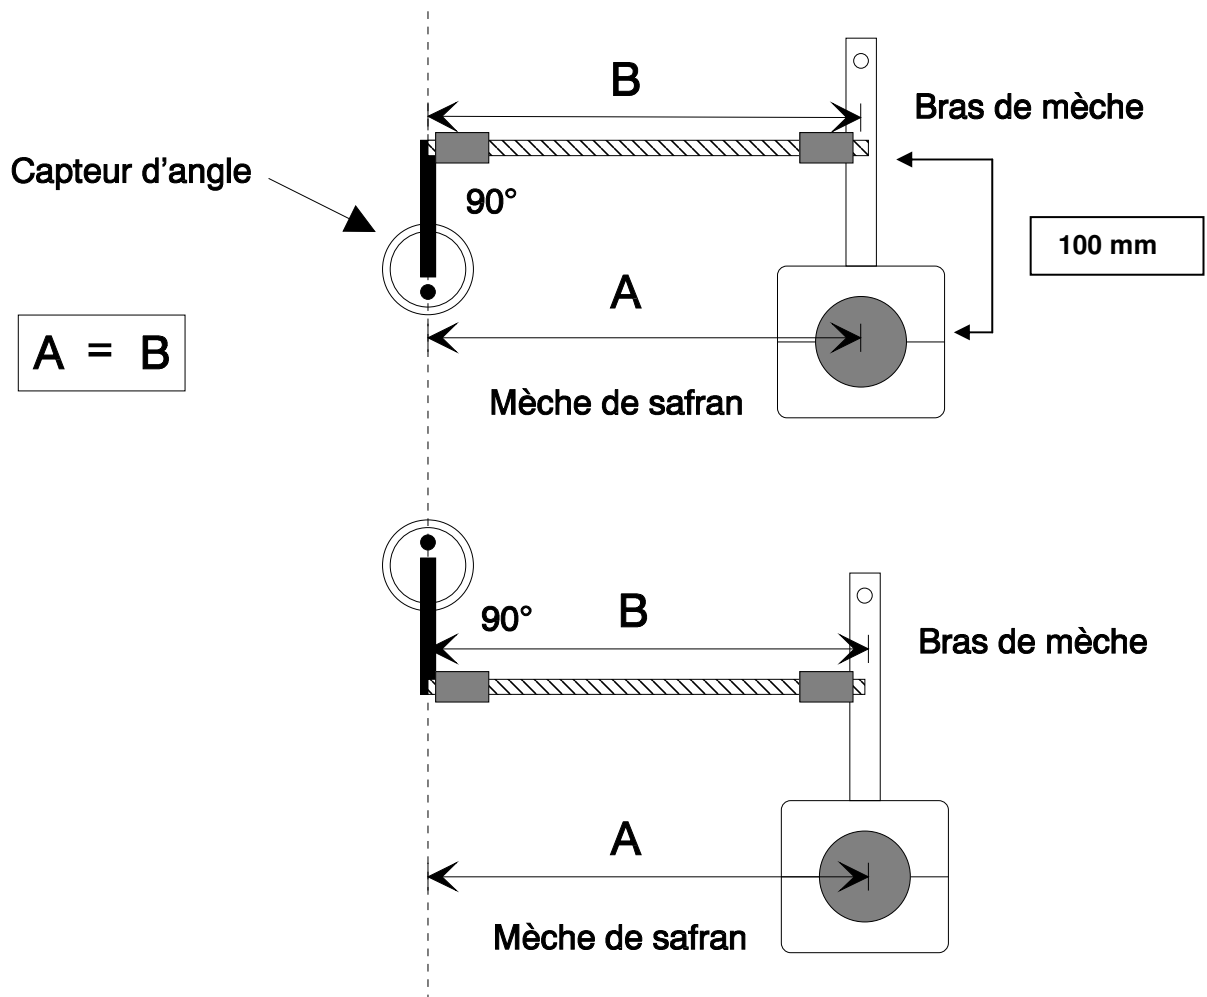 B
Bras de mèche
Capteur d'angle
90°
100 mm
A
A = B
Mèche de safran
90°
B
Bras de mèche
A
Mèche de safran